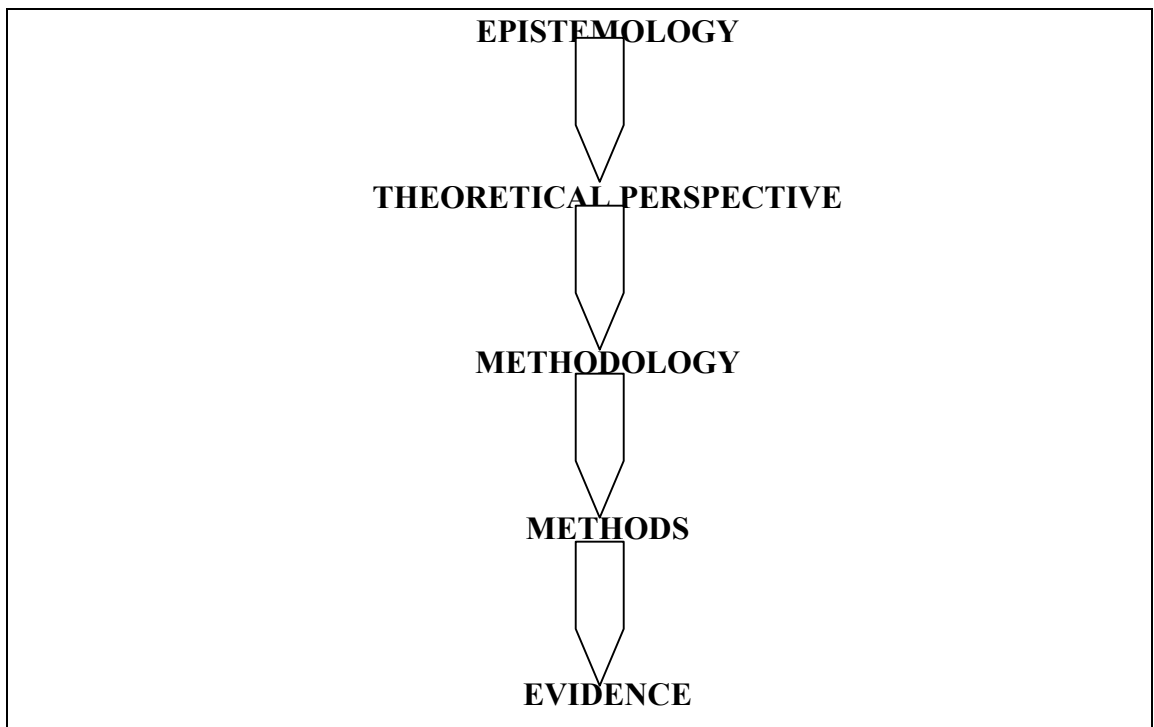 EPISTEMOLOGY
THEORETICAL PERSPECTIVE
METHODOLOGY
METHODS
EVIDENCE